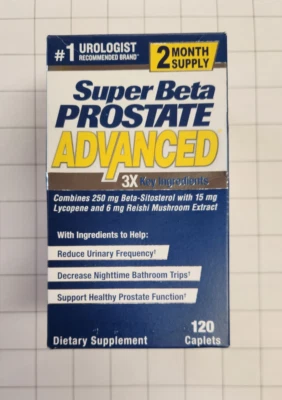 #1 UROLOGIST
RECOMMENDED BRAND*
2 MONTH
SUPPLY
Super Beta
PROSTATE
ADVANCED
3X Key Ingredients
Combines 250 mg Beta-Sitosterol with 15 mg
Lycopene and 6 mg Reishi Mushroom Extract
With Ingredients to Help:
Reduce Urinary Frequency†
Decrease Nighttime Bathroom Trips†
Support Healthy Prostate Function†
Dietary Supplement
120
Caplets